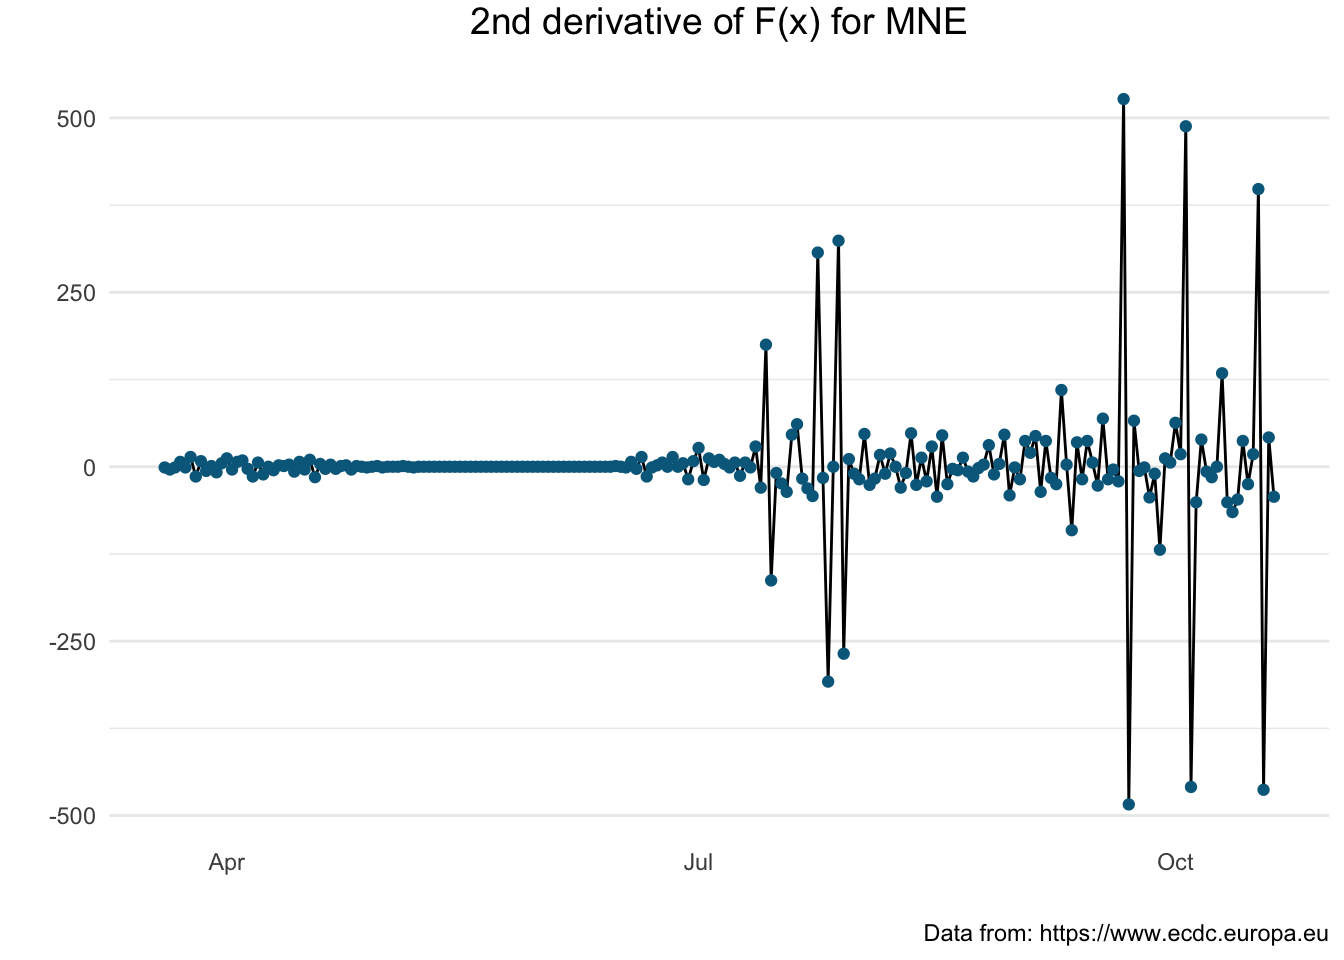 2nd derivative of F(x) for MNE
500
250
0
-250
-500
Apr Jul Oct
Data from: https://www.ecdc.europa.eu